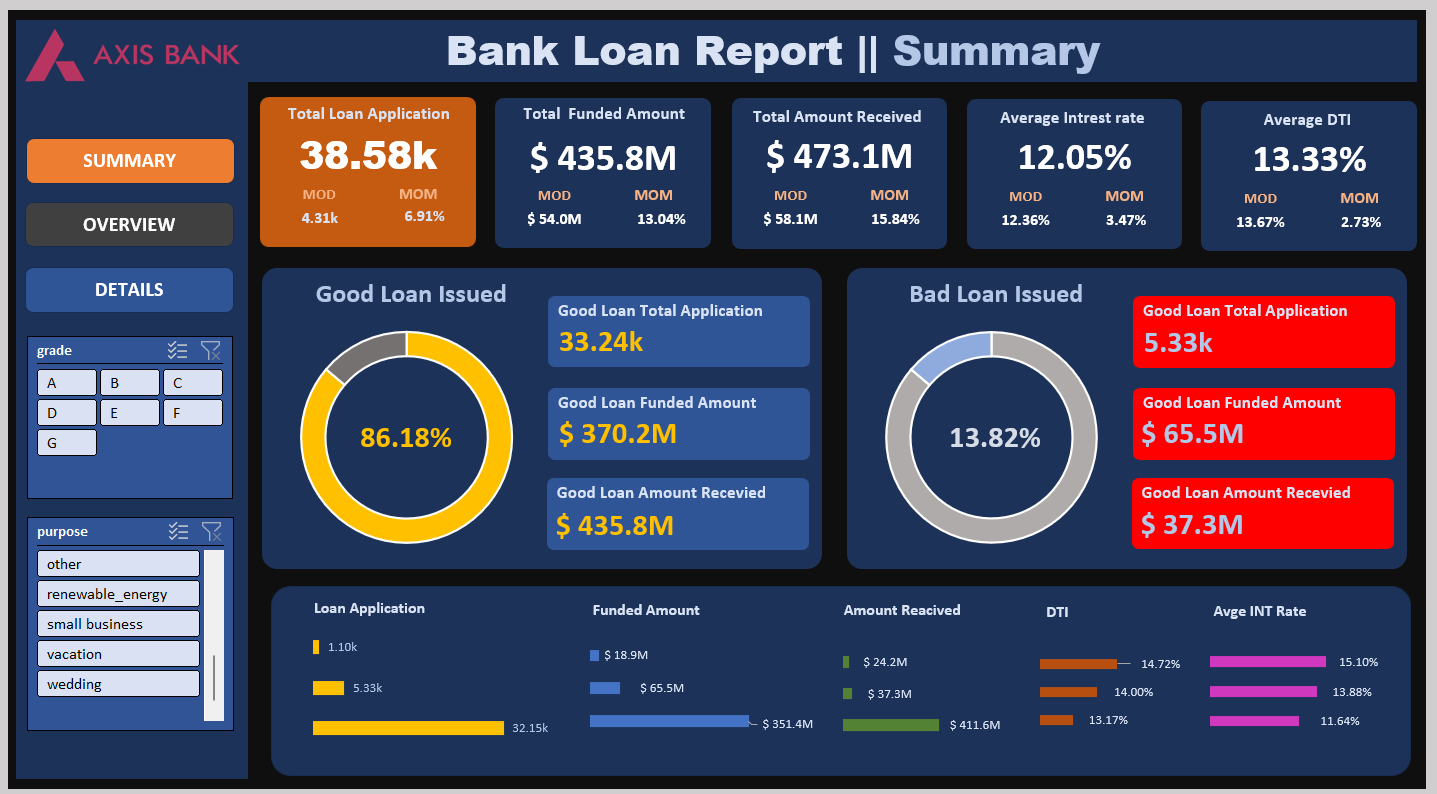 AXIS BANK
Bank Loan Report || Summary
SUMMARY
OVERVIEW
DETAILS
grade
A B C
D E F
G
purpose
other
renewable_energy
small business
vacation
wedding
Total Loan Application
38.58k
MOD MOM
4.31k 6.91%
Total Funded Amount
$ 435.8M
MOD MOM
$ 54.0M 13.04%
Total Amount Received
$ 473.1M
MOD MOM
$ 58.1M 15.84%
Average Intrest rate
12.05%
MOD MOM
12.36% 3.47%
Average DTI
13.33%
MOD MOM
13.67% 2.73%
Good Loan Issued
86.18%
Good Loan Total Application
33.24k
Good Loan Funded Amount
$ 370.2M
Good Loan Amount Recevied
$ 435.8M
Bad Loan Issued
13.82%
Good Loan Total Application
5.33k
Good Loan Funded Amount
$ 65.5M
Good Loan Amount Recevied
$ 37.3M
Loan Application
1.10k
5.33k
32.15k
Funded Amount
$ 18.9M
$ 65.5M
$ 351.4M
Amount Reacived
$ 24.2M
$ 37.3M
$ 411.6M
DTI
14.72%
14.00%
13.17%
Avge INT Rate
15.10%
13.88%
11.64%